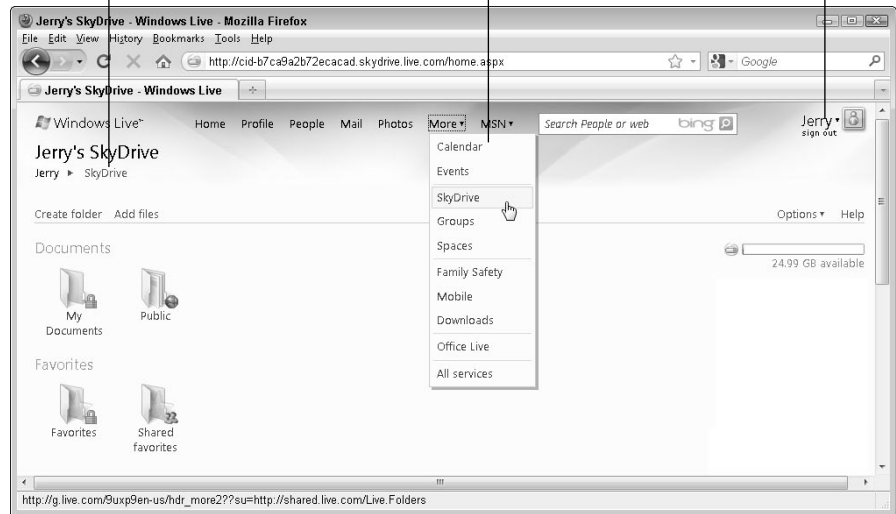 Jerry's SkyDrive - Windows Live - Mozilla Firefox
File Edit View History Bookmarks Tools Help
http://cid-b7ca9a2b72ecacad.skydrive.live.com/home.aspx
Google
Jerry's SkyDrive - Windows Live
Windows Live™ Home Profile People Mail Photos More MSN Search People or web bing Jerry
sign out
Jerry's SkyDrive
Jerry ▸ SkyDrive
Calendar
Events
SkyDrive
Groups
Spaces
Family Safety
Mobile
Downloads
Office Live
All services
Create folder Add files Options Help
Documents
24.99 GB available
My Documents
Public
Favorites
Favorites
Shared favorites
http://g.live.com/9uxp9en-us/hdr_more2??su=http://shared.live.com/Live.Folders